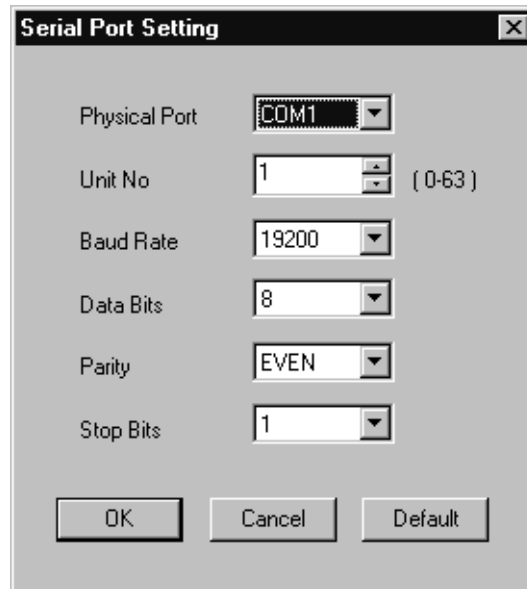 Serial Port Setting
Physical Port COM1
Unit No 1 ( 0-63 )
Baud Rate 19200
Data Bits 8
Parity EVEN
Stop Bits 1
OK Cancel Default